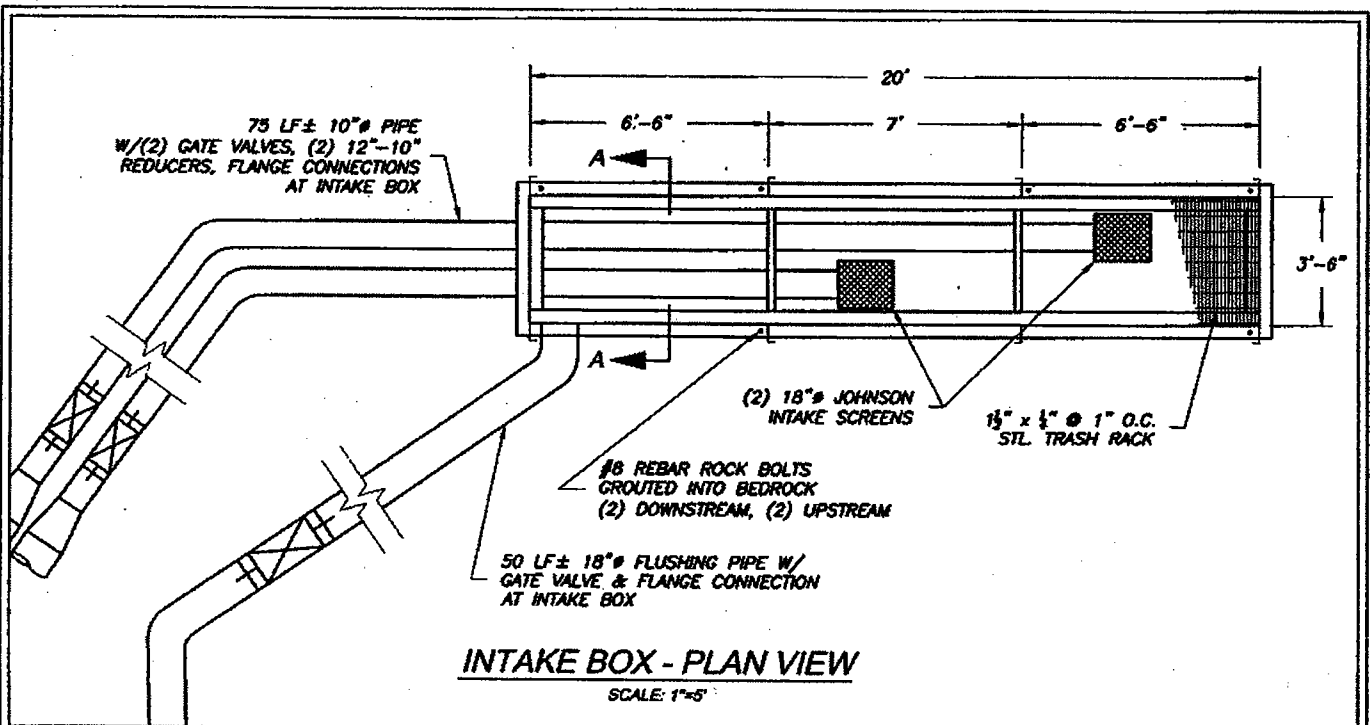 20'
6'-6"
7'
6'-6"
75 LF± 10"ø PIPE
W/(2) GATE VALVES, (2) 12"-10"
REDUCERS, FLANGE CONNECTIONS
AT INTAKE BOX
A
3'-6"
A
(2) 18"ø JOHNSON
INTAKE SCREENS
1½" x ¼" @ 1" O.C.
STL. TRASH RACK
#8 REBAR ROCK BOLTS
GROUTED INTO BEDROCK
(2) DOWNSTREAM, (2) UPSTREAM
50 LF± 18"ø FLUSHING PIPE W/
GATE VALVE & FLANGE CONNECTION
AT INTAKE BOX
INTAKE BOX - PLAN VIEW
SCALE: 1"=5'